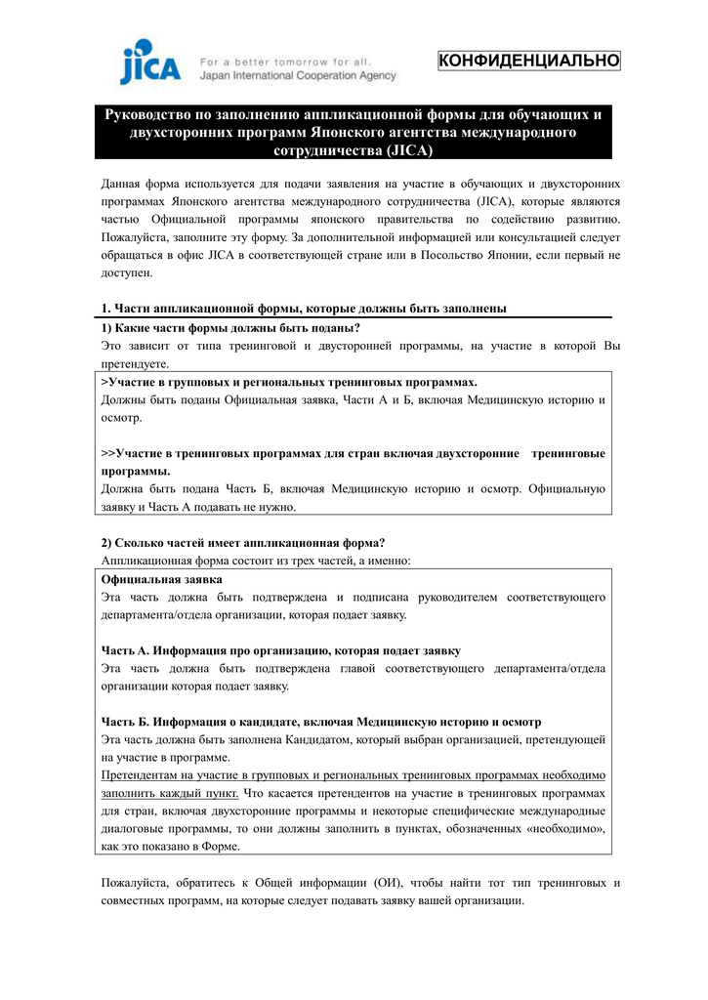 jICA
For a better tomorrow for all.
Japan International Cooperation Agency
КОНФИДЕНЦИАЛЬНО
Руководство по заполнению аппликационной формы для обучающих и
двухсторонних программ Японского агентства международного
сотрудничества (JICA)
Данная форма используется для подачи заявления на участие в обучающих и двухсторонних
программах Японского агентства международного сотрудничества (JICA), которые являются
частью Официальной программы японского правительства по содействию развитию.
Пожалуйста, заполните эту форму. За дополнительной информацией или консультацией следует
обращаться в офис JICA в соответствующей стране или в Посольство Японии, если первый не
доступен.
1. Части аппликационной формы, которые должны быть заполнены
1) Какие части формы должны быть поданы?
Это зависит от типа тренинговой и двусторонней программы, на участие в которой Вы
претендуете.
>Участие в групповых и региональных тренинговых программах.
Должны быть поданы Официальная заявка, Части А и Б, включая Медицинскую историю и
осмотр.
>>Участие в тренинговых программах для стран включая двухсторонние тренинговые
программы.
Должна быть подана Часть Б, включая Медицинскую историю и осмотр. Официальную
заявку и Часть А подавать не нужно.
2) Сколько частей имеет аппликационная форма?
Аппликационная форма состоит из трех частей, а именно:
Официальная заявка
Эта часть должна быть подтверждена и подписана руководителем соответствующего
департамента/отдела организации, которая подает заявку.
Часть А. Информация про организацию, которая подает заявку
Эта часть должна быть подтверждена главой соответствующего департамента/отдела
организации которая подает заявку.
Часть Б. Информация о кандидате, включая Медицинскую историю и осмотр
Эта часть должна быть заполнена Кандидатом, который выбран организацией, претендующей
на участие в программе.
Претендентам на участие в групповых и региональных тренинговых программах необходимо
заполнить каждый пункт. Что касается претендентов на участие в тренинговых программах
для стран, включая двухсторонние программы и некоторые специфические международные
диалоговые программы, то они должны заполнить в пунктах, обозначенных «необходимо»,
как это показано в Форме.
Пожалуйста, обратитесь к Общей информации (ОИ), чтобы найти тот тип тренинговых и
совместных программ, на которые следует подавать заявку вашей организации.